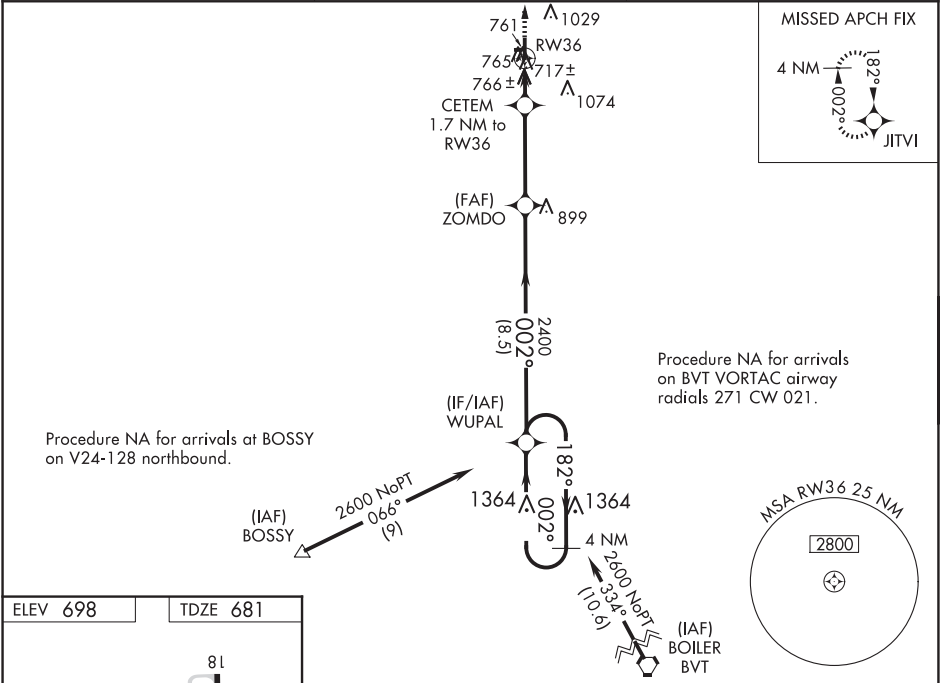 1029
761
RW36
765
717±
766±
1074
CETEM
1.7 NM to
RW36
MISSED APCH FIX
4 NM
182°
002°
JITVI
(FAF)
ZOMDO
899
2400
002°
(8.5)
Procedure NA for arrivals
on BVT VORTAC airway
radials 271 CW 021.
(IF/IAF)
WUPAL
Procedure NA for arrivals at BOSSY
on V24-128 northbound.
182°
2600 NoPT
066°
(9)
(IAF)
BOSSY
1364
002°
1364
4 NM
2600 NoPT
334°
(10.6)
(IAF)
BOILER
BVT
MSA RW36 25 NM
2800
ELEV 698
TDZE 681
18